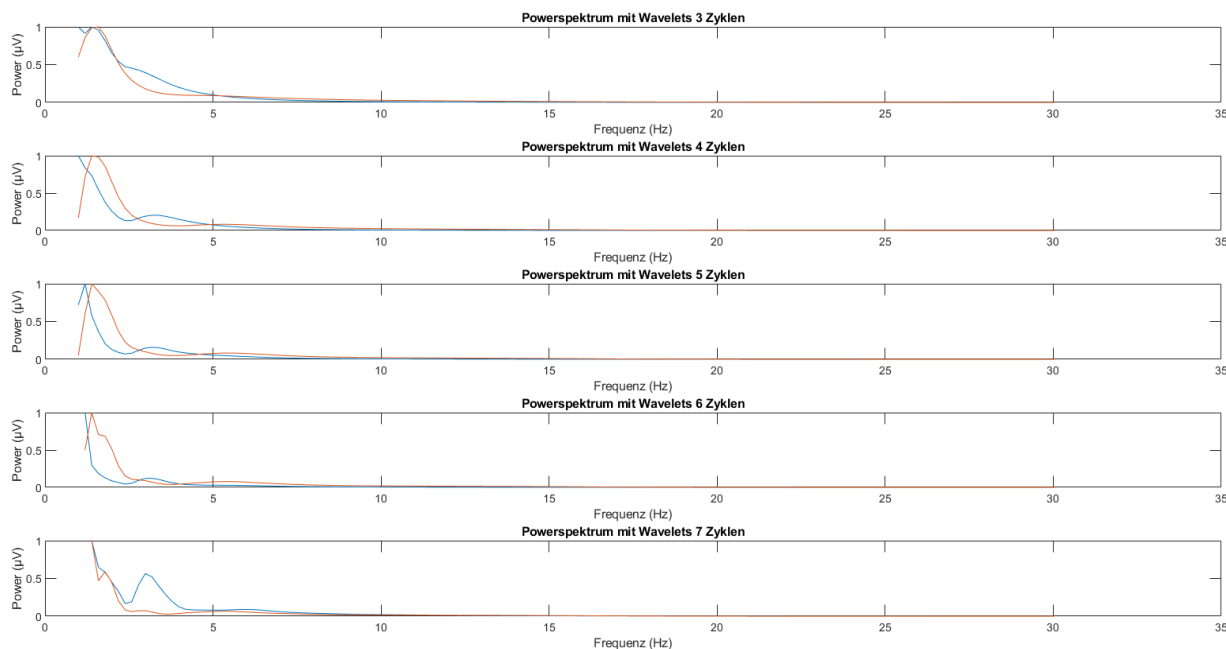 Powerspektrum mit Wavelets 3 Zyklen
Power (µV)
1
0.5
0
0 5 10 15 20 25 30 35
Frequenz (Hz)
Powerspektrum mit Wavelets 4 Zyklen
Power (µV)
1
0.5
0
0 5 10 15 20 25 30 35
Frequenz (Hz)
Powerspektrum mit Wavelets 5 Zyklen
Power (µV)
1
0.5
0
0 5 10 15 20 25 30 35
Frequenz (Hz)
Powerspektrum mit Wavelets 6 Zyklen
Power (µV)
1
0.5
0
0 5 10 15 20 25 30 35
Frequenz (Hz)
Powerspektrum mit Wavelets 7 Zyklen
Power (µV)
1
0.5
0
0 5 10 15 20 25 30 35
Frequenz (Hz)